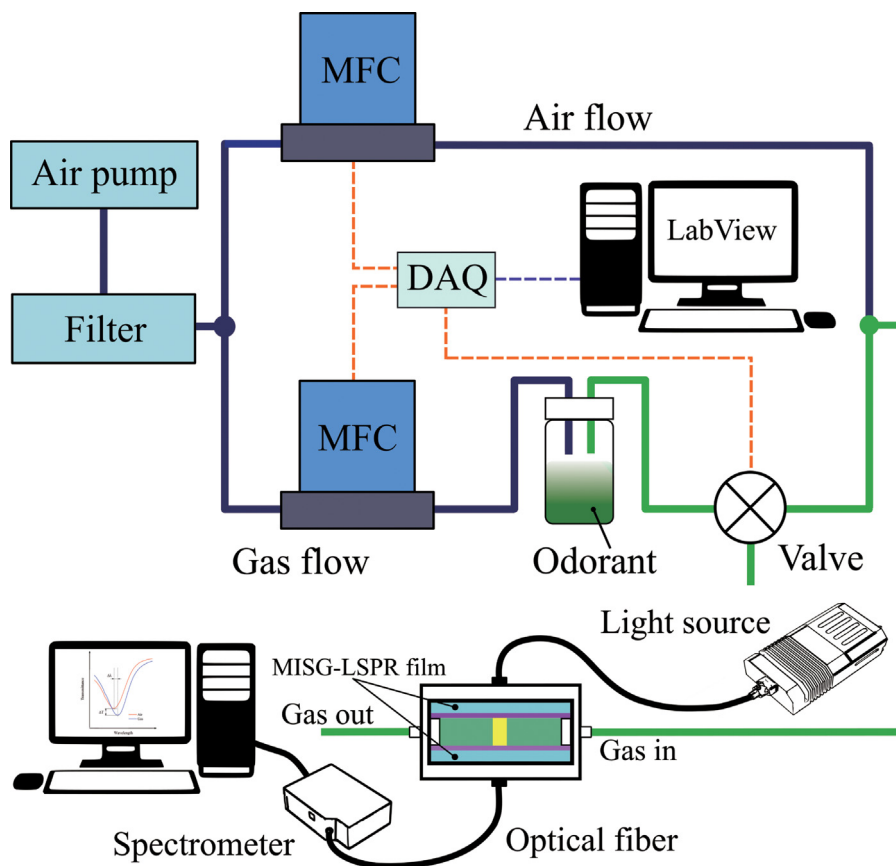 MFC
Air flow
Air pump
LabView
DAQ
Filter
MFC
Gas flow
Odorant
Valve
Light source
MISG-LSPR film
Gas out
Gas in
Wavelength
Spectrometer
Optical fiber